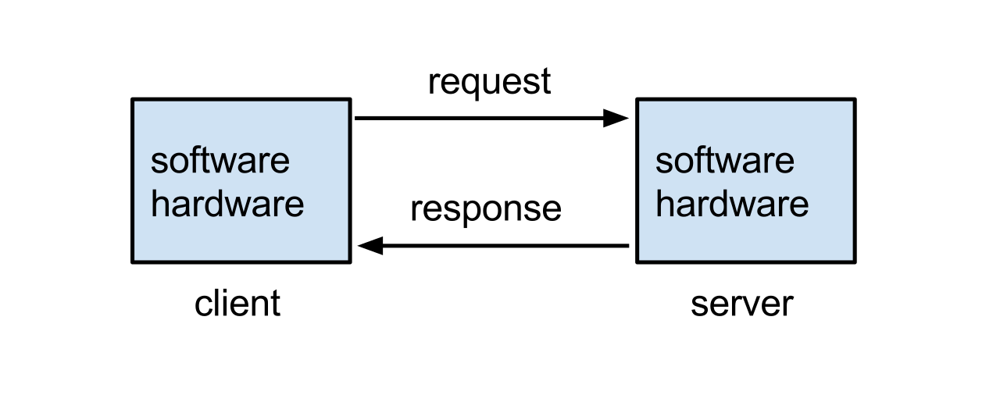 request
software
hardware
response
software
hardware
client
server